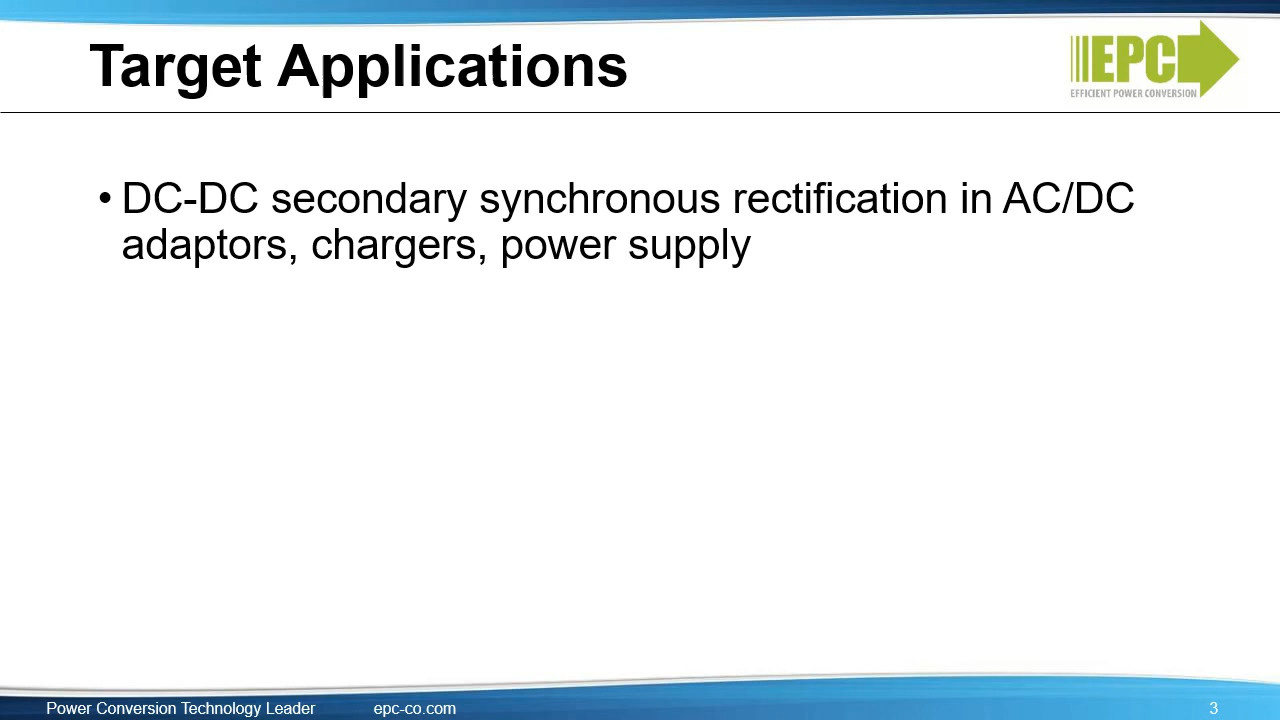 Target Applications
EPC
EFFICIENT POWER CONVERSION
• DC-DC secondary synchronous rectification in AC/DC
adaptors, chargers, power supply
Power Conversion Technology Leader epc-co.com 3